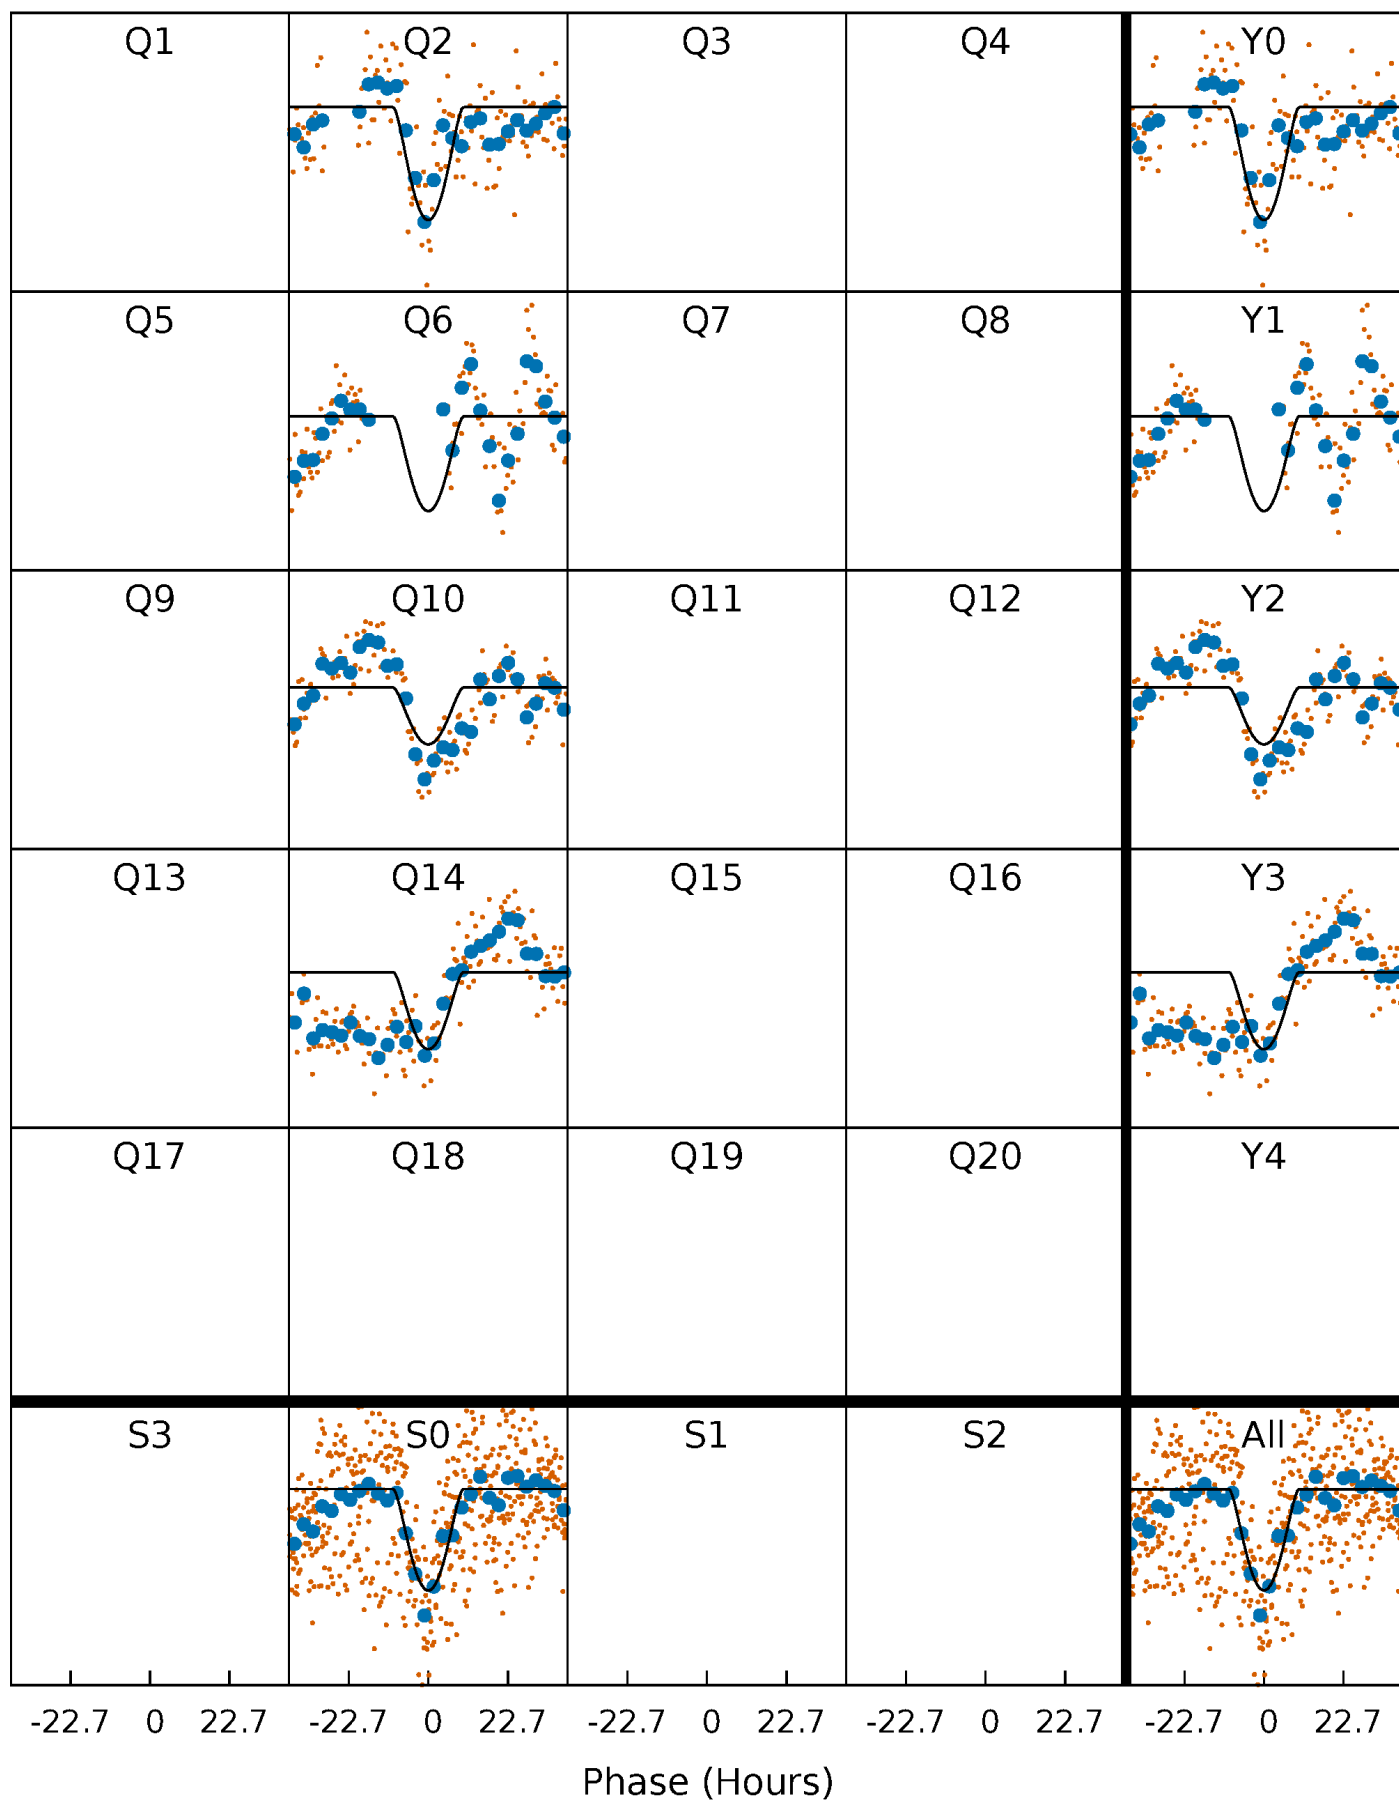 Q1 Q2 Q3 Q4 Y0
Q5 Q6 Q7 Q8 Y1
Q9 Q10 Q11 Q12 Y2
Q13 Q14 Q15 Q16 Y3
Q17 Q18 Q19 Q20 Y4
S3 S0 S1 S2 All
-22.7 0 22.7 -22.7 0 22.7 -22.7 0 22.7 -22.7 0 22.7 -22.7 0 22.7
Phase (Hours)